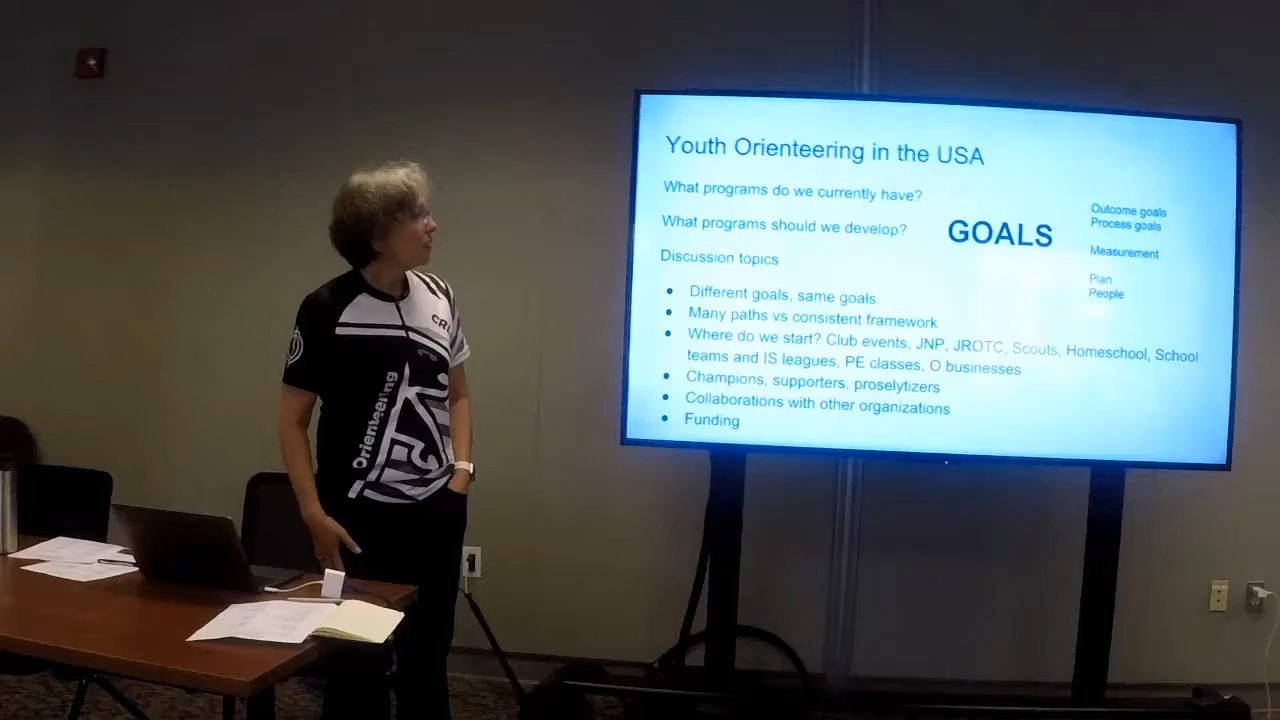 Youth Orienteering in the USA
What programs do we currently have?
What programs should we develop?
GOALS
Outcome goals
Process goals
Measurement
Plan
People
Discussion topics
• Different goals, same goals
• Many paths vs consistent framework
• Where do we start? Club events, JNP, JROTC, Scouts, Homeschool, School
teams and IS leagues, PE classes, O businesses
• Champions, supporters, proselytizers
• Collaborations with other organizations
• Funding
Orienteering